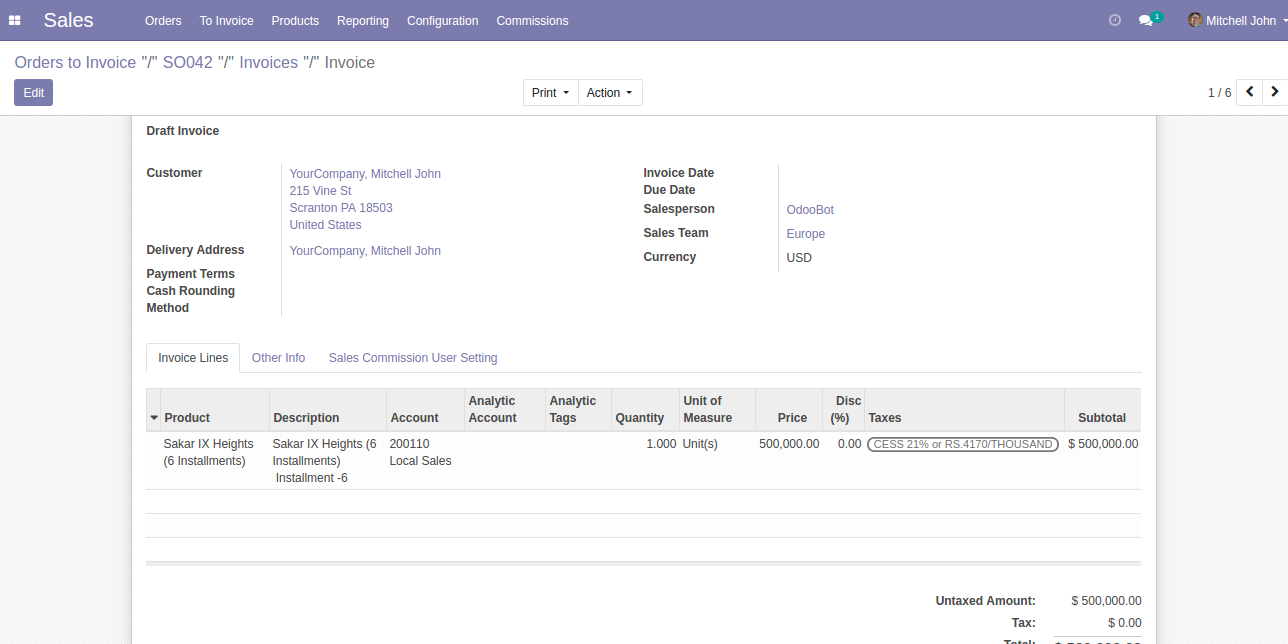 Sales Orders To Invoice Products Reporting Configuration Commissions 1 Mitchell John
Orders to Invoice "/" SO042 "/" Invoices "/" Invoice
Edit Print Action 1 / 6
Draft Invoice
Customer YourCompany, Mitchell John
215 Vine St
Scranton PA 18503
United States
Delivery Address YourCompany, Mitchell John
Payment Terms
Cash Rounding
Method
Invoice Date
Due Date
Salesperson OdooBot
Sales Team Europe
Currency USD
Invoice Lines Other Info Sales Commission User Setting
Product Description Account Analytic Account Analytic Tags Quantity Unit of Measure Price Disc (%) Taxes Subtotal
Sakar IX Heights Sakar IX Heights (6 200110 1.000 Unit(s) 500,000.00 0.00 CESS 21% or RS.4170/THOUSAND $ 500,000.00
(6 Installments) Installments) Local Sales
Installment -6
Untaxed Amount: $ 500,000.00
Tax: $ 0.00